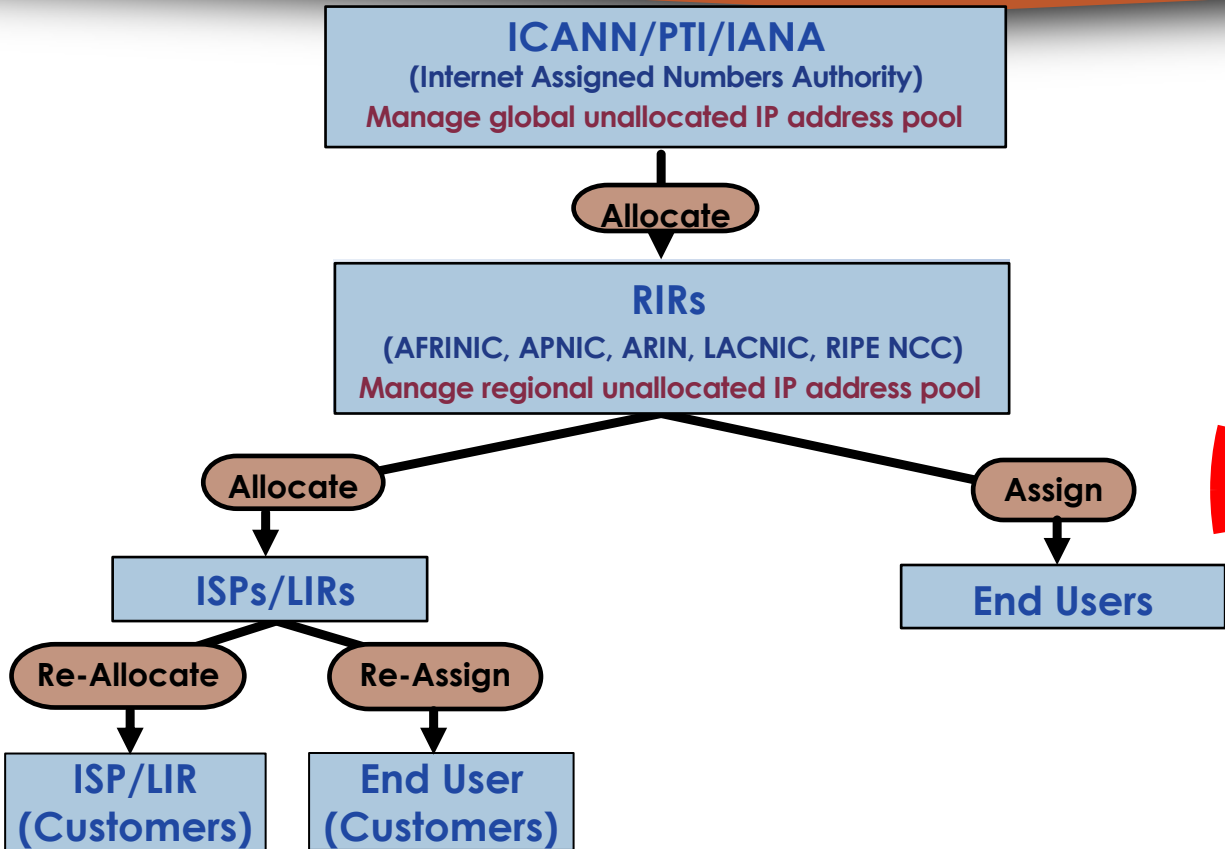 ICANN/PTI/IANA
(Internet Assigned Numbers Authority)
Manage global unallocated IP address pool
Allocate
RIRs
(AFRINIC, APNIC, ARIN, LACNIC, RIPE NCC)
Manage regional unallocated IP address pool
Allocate
Assign
ISPs/LIRs
End Users
Re-Allocate
Re-Assign
ISP/LIR
(Customers)
End User
(Customers)